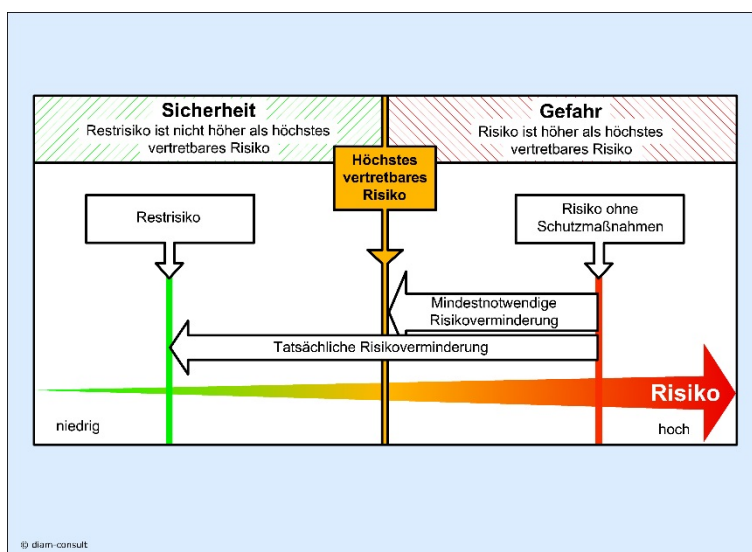 Sicherheit
Restrisiko ist nicht höher als höchstes
vertretbares Risiko
Gefahr
Risiko ist höher als höchstes
vertretbares Risiko
Höchstes
vertretbares
Risiko
Restrisiko
Risiko ohne
Schutzmaßnahmen
Mindestnotwendige
Risikoverminderung
Tatsächliche Risikoverminderung
Risiko
niedrig
hoch
© diam-consult